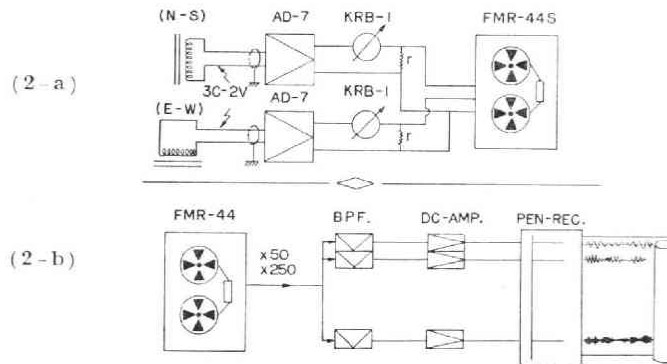 (2-a)
(N-S)
AD-7
KRB-1
FMR-44S
r
3C-2V
(E-W)
AD-7
KRB-1
r
(2-b)
FMR-44
B.P.F.
DC-AMP.
PEN-REC.
x50
x250